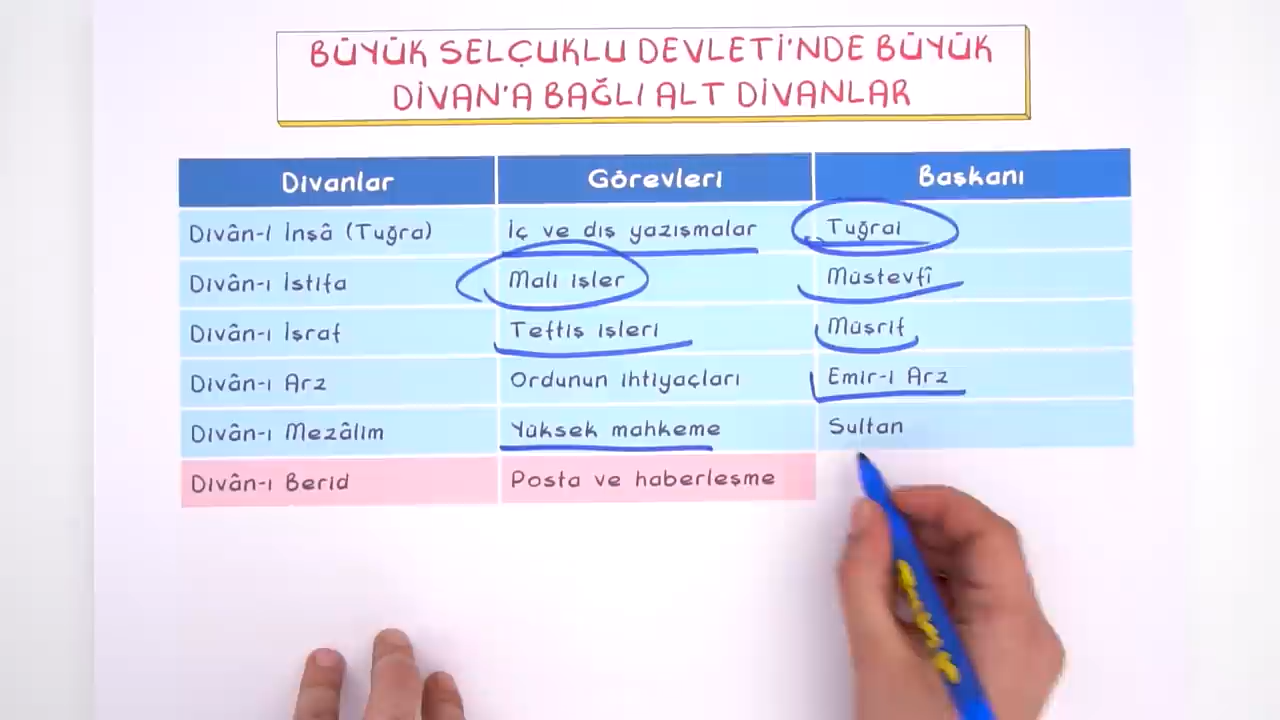 BÜYÜK SELÇUKLU DEVLETİ'NDE BÜYÜK
DİVAN'A BAĞLI ALT DİVANLAR
Divanlar Görevleri Başkanı
Divân-ı İnşâ (Tuğra) İç ve dış yazışmalar Tuğrai
Divân-ı İstifa Mali işler Müstevfî
Divân-ı İşraf Teftiş işleri Müşrif
Divân-ı Arz Ordunun ihtiyaçları Emir-i Arz
Divân-ı Mezâlim Yüksek mahkeme Sultan
Divân-ı Berid Posta ve haberleşme